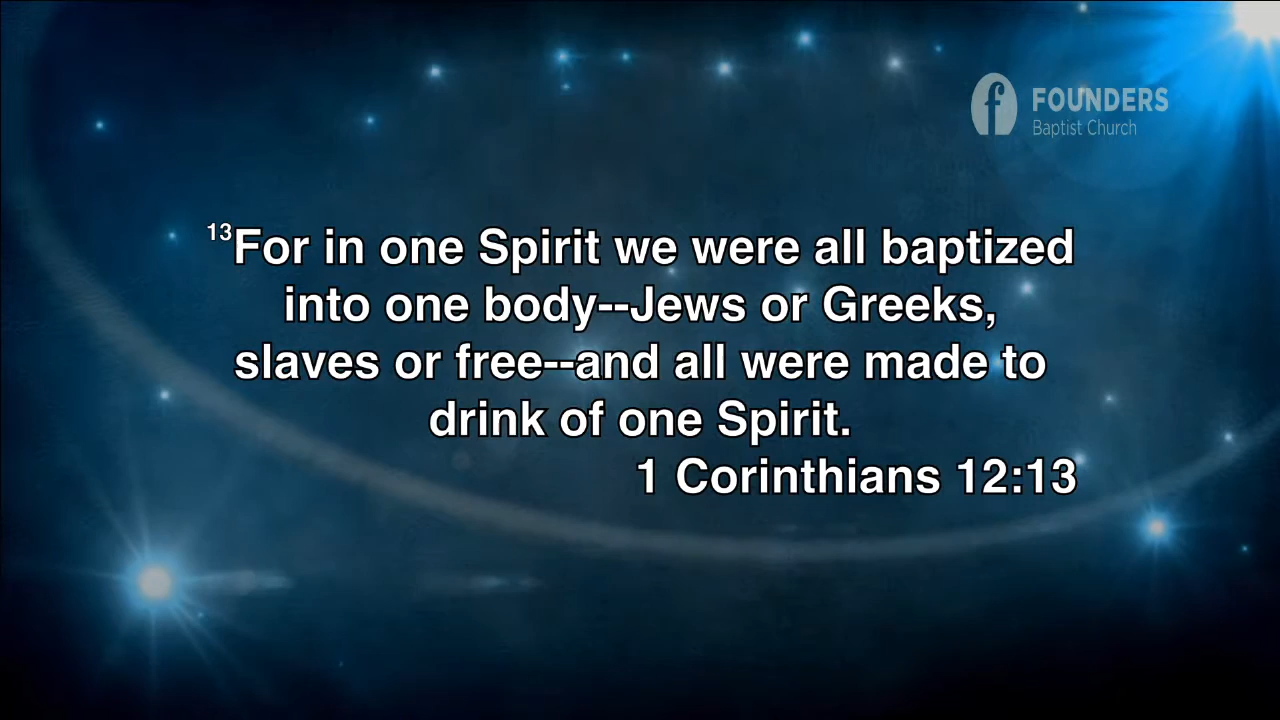 FOUNDERS
Baptist Church
13For in one Spirit we were all baptized
into one body--Jews or Greeks,
slaves or free--and all were made to
drink of one Spirit.
1 Corinthians 12:13